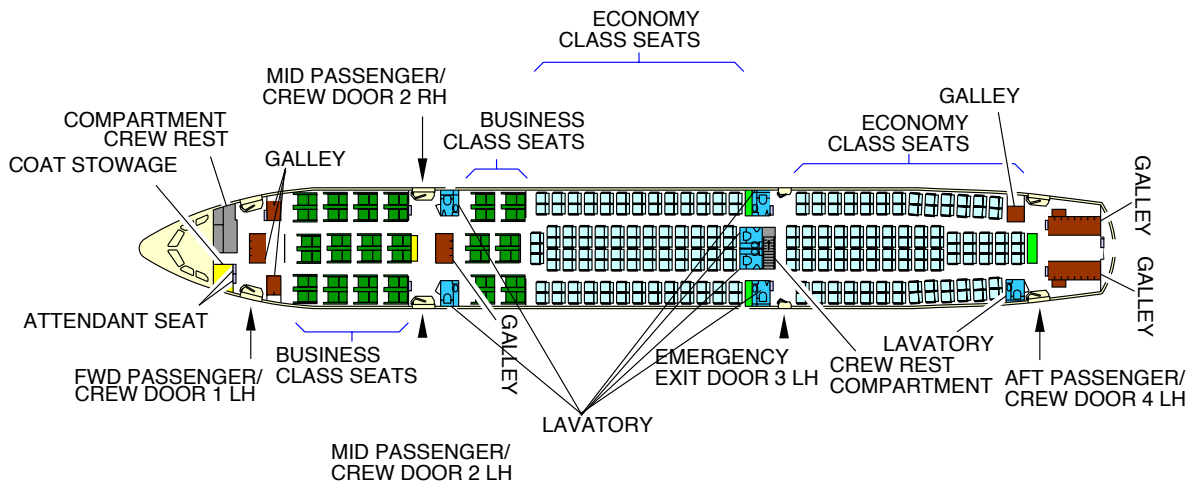 ECONOMY
CLASS SEATS
MID PASSENGER/
CREW DOOR 2 RH
COMPARTMENT
CREW REST
COAT STOWAGE
GALLEY
BUSINESS
CLASS SEATS
GALLEY
ECONOMY
CLASS SEATS
GALLEY
GALLEY
ATTENDANT SEAT
FWD PASSENGER/
CREW DOOR 1 LH
BUSINESS
CLASS SEATS
GALLEY
MID PASSENGER/
CREW DOOR 2 LH
LAVATORY
EMERGENCY
EXIT DOOR 3 LH
LAVATORY
CREW REST
COMPARTMENT
AFT PASSENGER/
CREW DOOR 4 LH